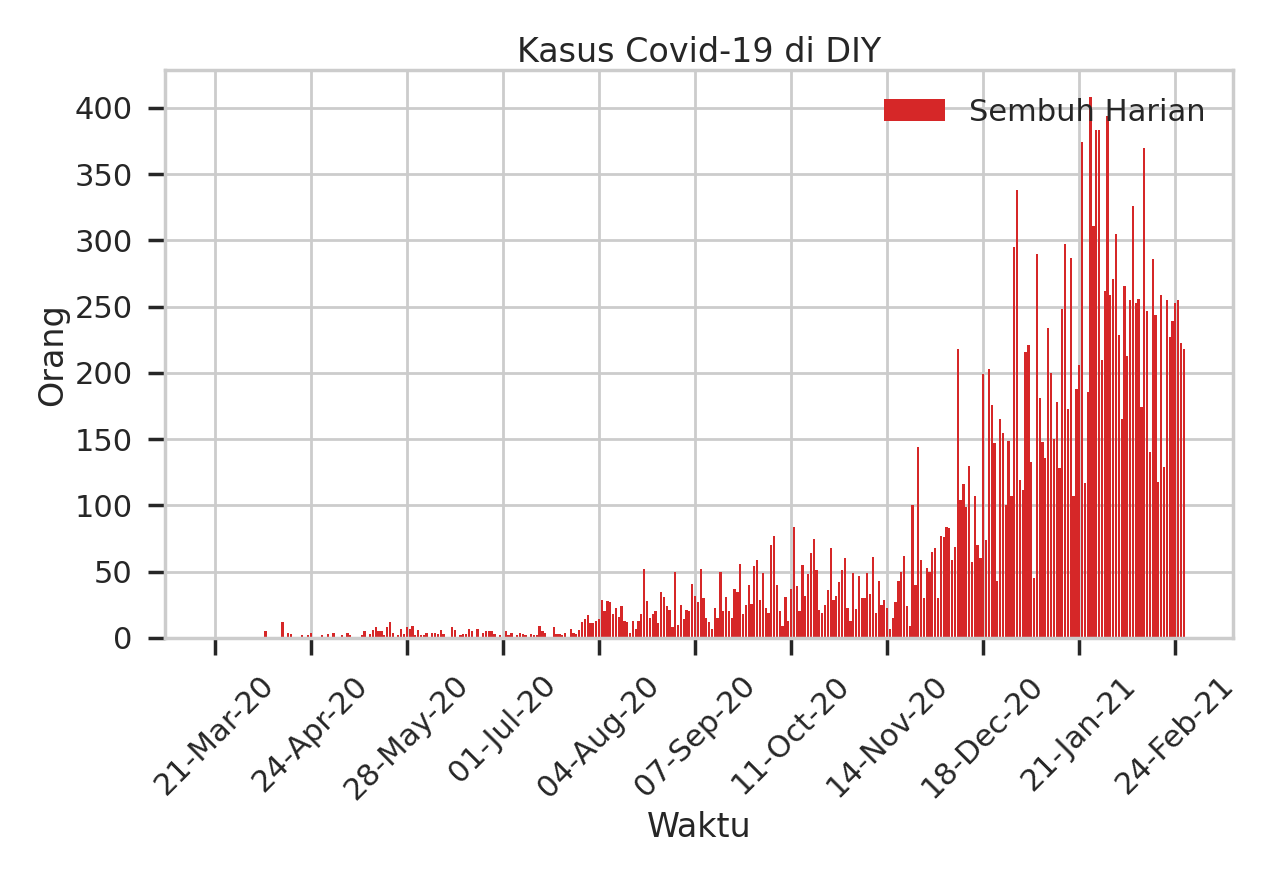 Kasus Covid-19 di DIY
Sembuh Harian
400
350
300
250
200
150
100
50
0
Orang
21-Mar-20
24-Apr-20
28-May-20
01-Jul-20
04-Aug-20
07-Sep-20
11-Oct-20
14-Nov-20
18-Dec-20
21-Jan-21
24-Feb-21
Waktu